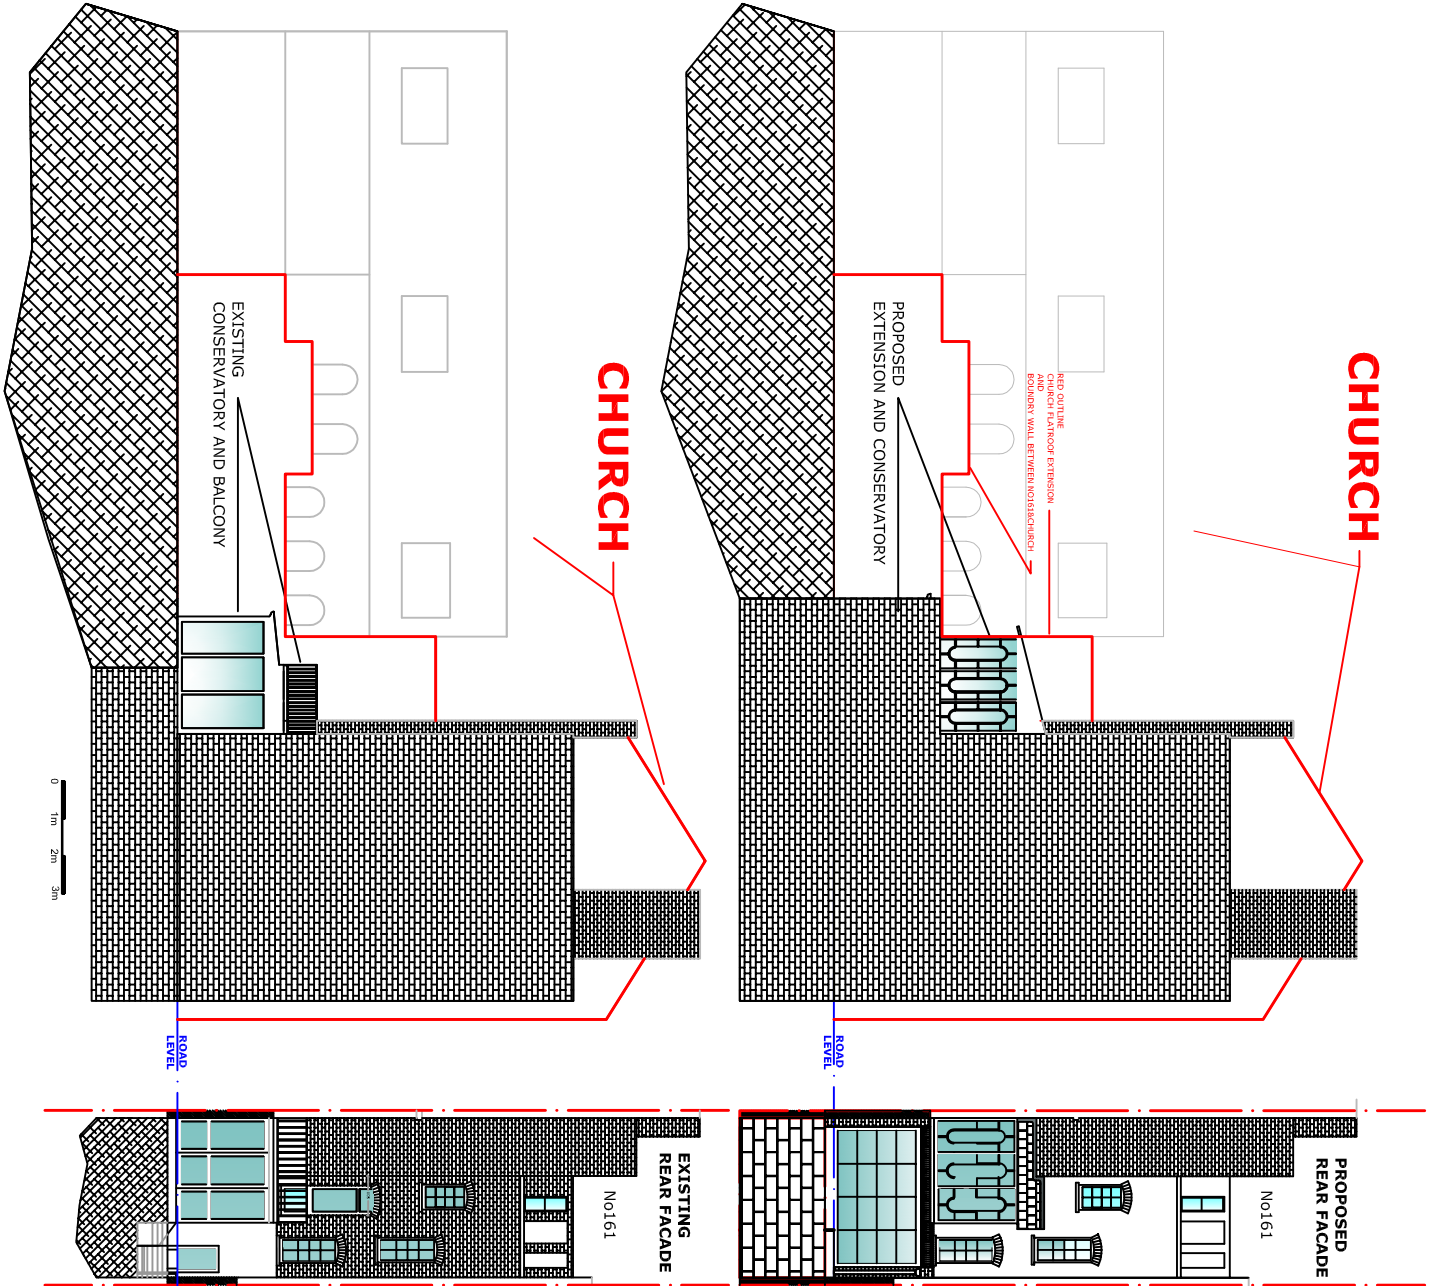 CHURCH
RED OUTLINE
CHURCH FLATROOF EXTENSION
AND
BOUNDRY WALL BETWEEN NO161&CHURCH
PROPOSED
EXTENSION AND CONSERVATORY
ROAD
LEVEL
PROPOSED
REAR FACADE
No161
CHURCH
EXISTING
CONSERVATORY AND BALCONY
0 1m 2m 3m
ROAD
LEVEL
EXISTING
REAR FACADE
No161